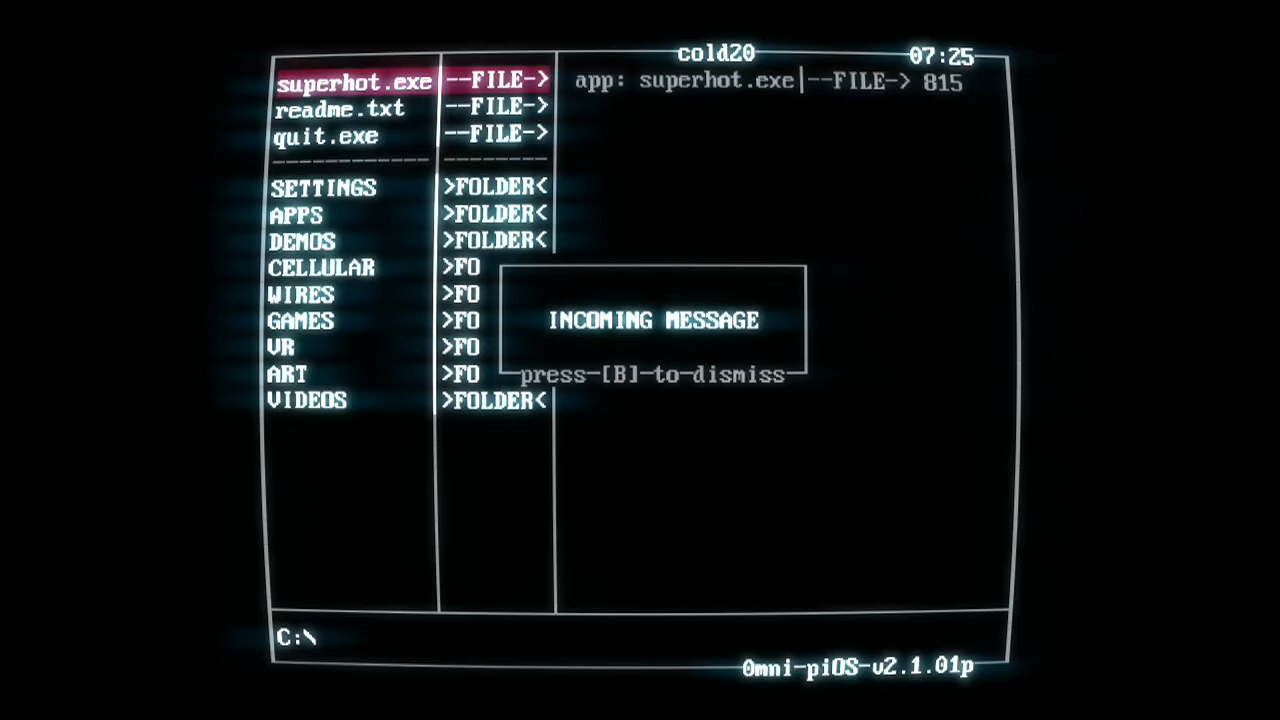 cold20 07:25
superhot.exe --FILE-> app: superhot.exe|--FILE-> 815
readme.txt --FILE->
quit.exe --FILE->
------------ --------
SETTINGS >FOLDER<
APPS >FOLDER<
DEMOS >FOLDER<
CELLULAR >FO
WIRES >FO
GAMES >FO
INCOMING MESSAGE
VR >FO
ART >FO
press-[B]-to-dismiss
VIDEOS >FOLDER<
C:\
0mni-piOS-v2.1.01p